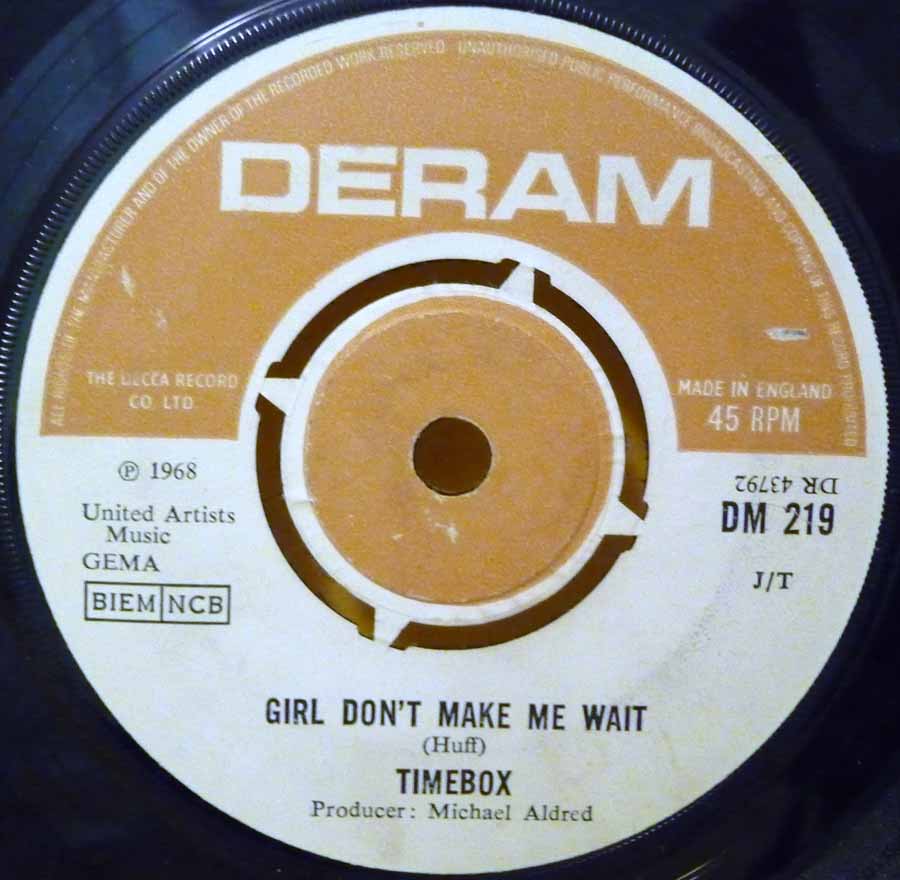 ALL RIGHTS OF THE MANUFACTURER AND OF THE OWNER OF THE RECORDED WORK RESERVED UNAUTHORISED PUBLIC PERFORMANCE BROADCASTING AND COPYING OF THIS RECORD PROHIBITED
DERAM
THE DECCA RECORD
CO. LTD.
MADE IN ENGLAND
45 RPM
℗ 1968
United Artists
Music
GEMA
BIEM NCB
DR 43792
DM 219
J/T
GIRL DON'T MAKE ME WAIT
(Huff)
TIMEBOX
Producer: Michael Aldred